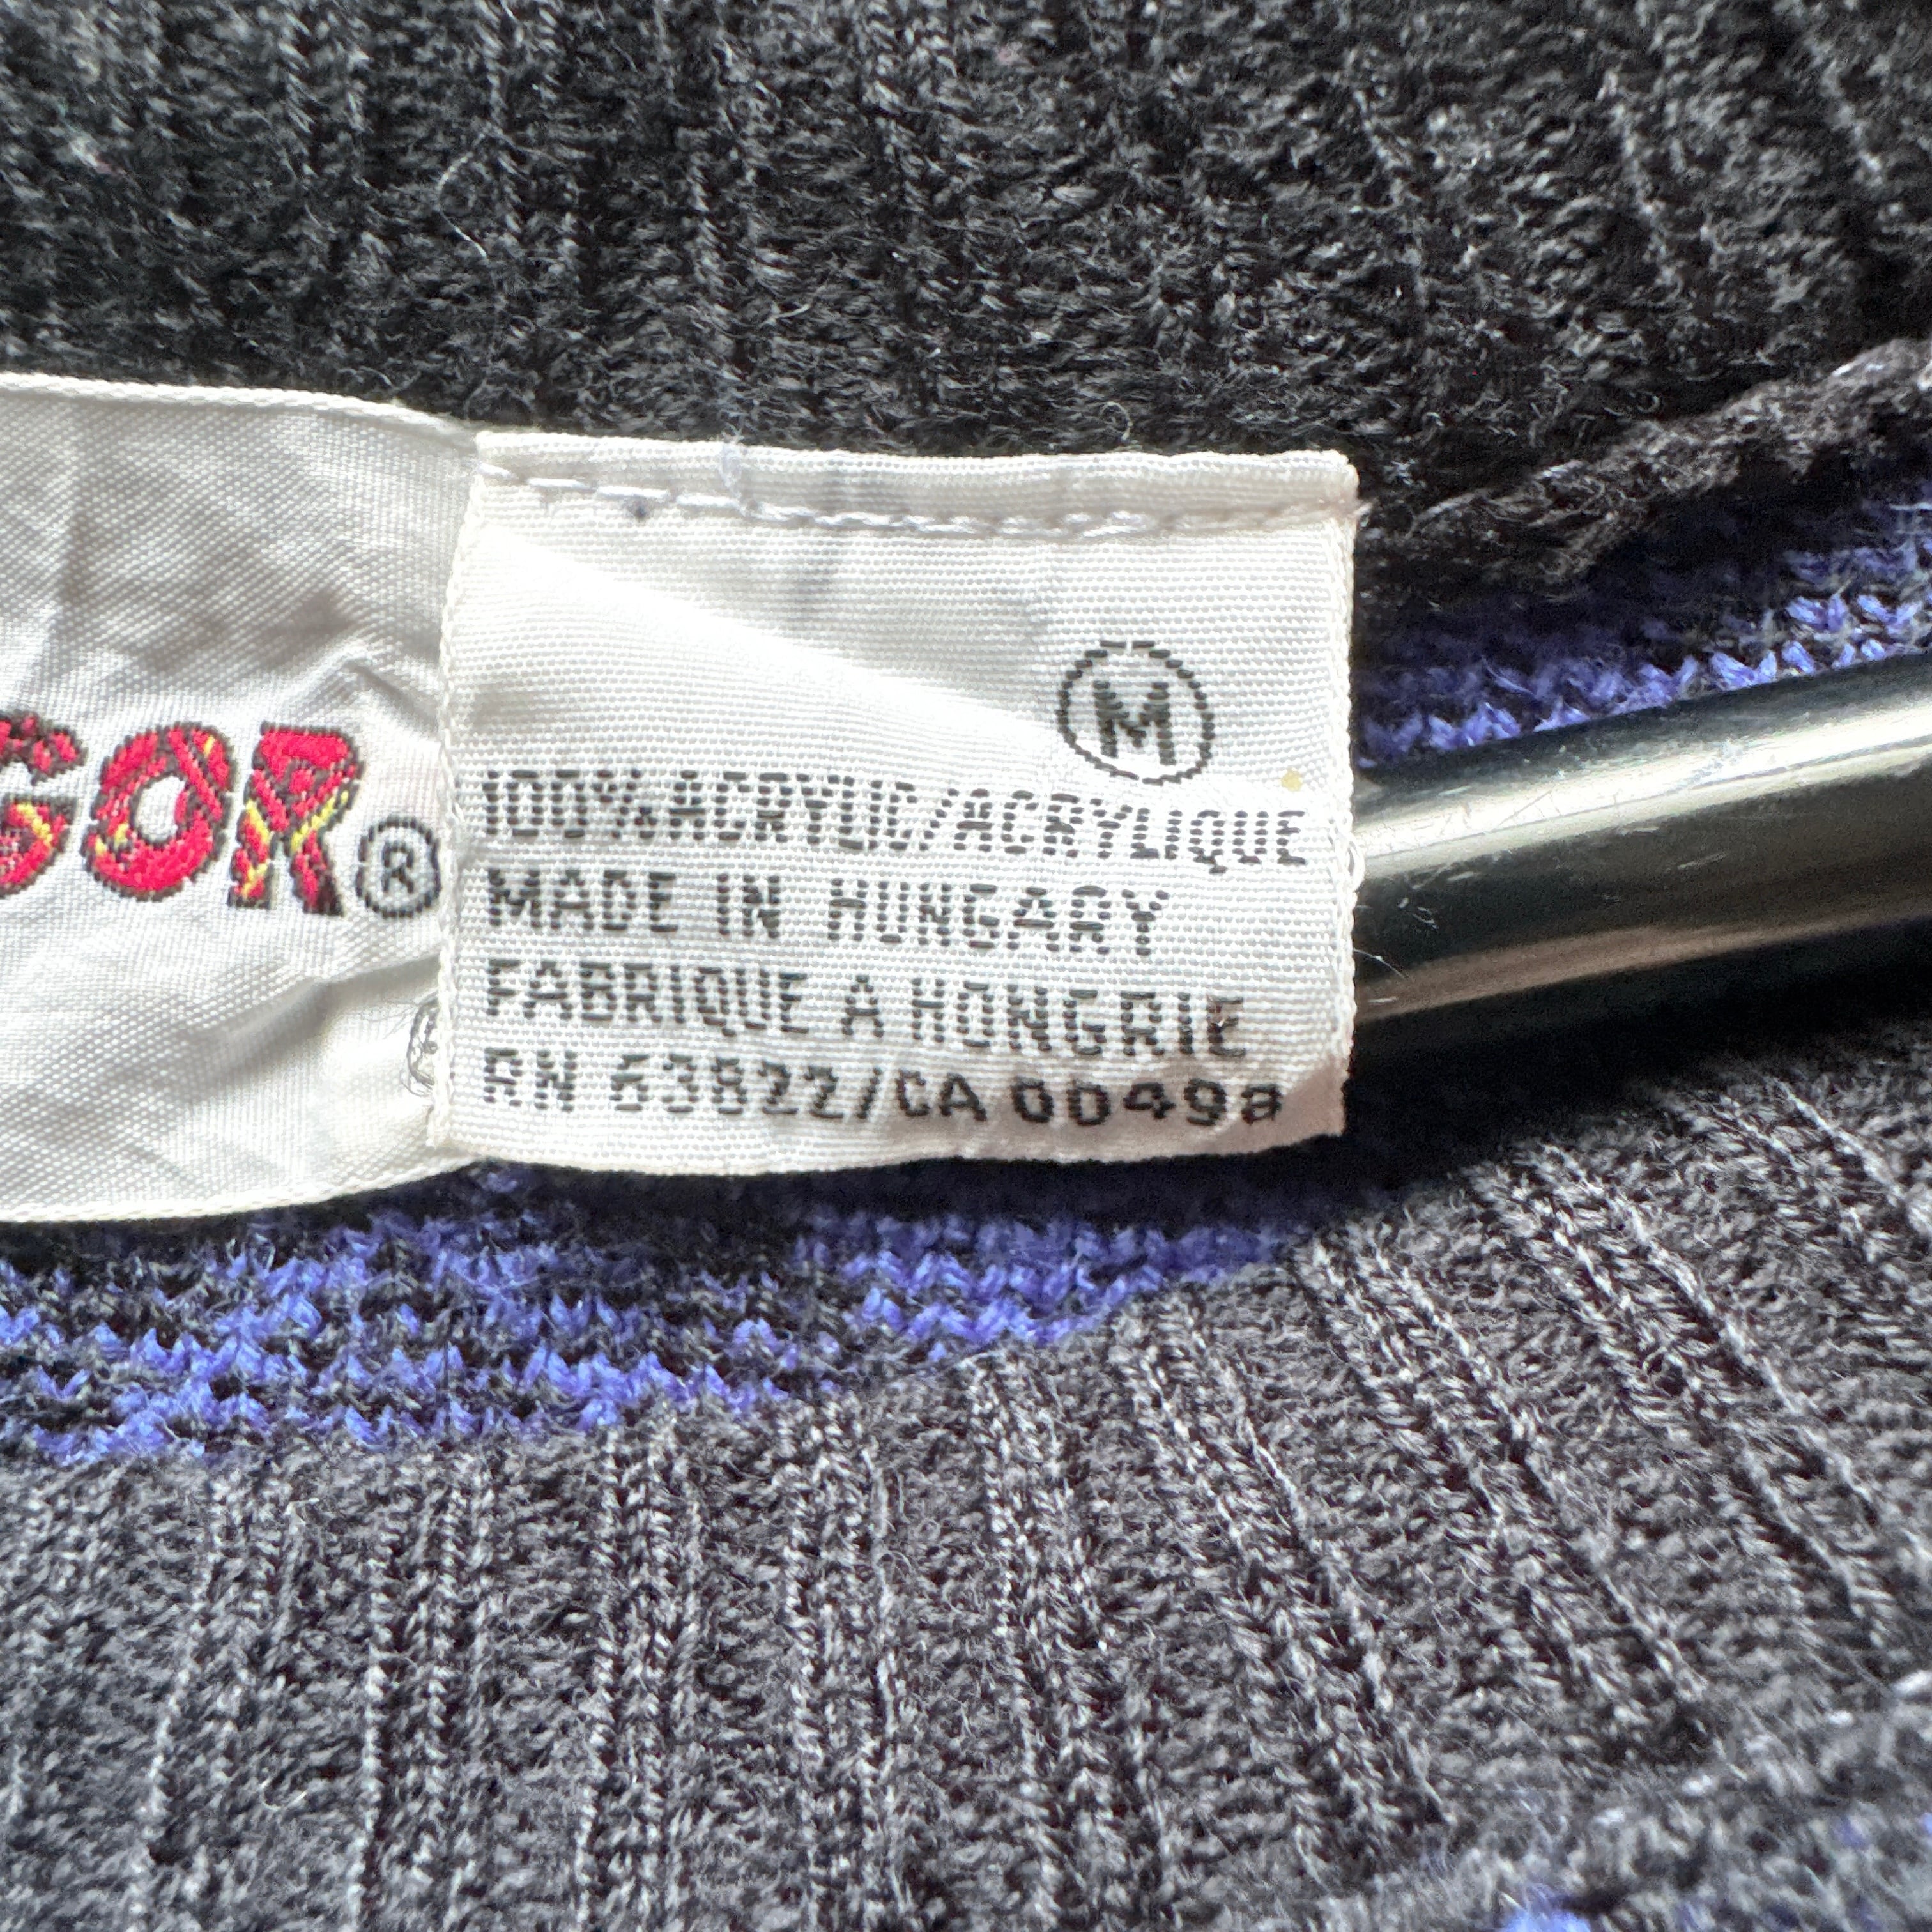 GOR®
M
100% ACRYLIC/ACRYLIQUE
MADE IN HUNGARY
FABRIQUE A HONGRIE
RN 63822/CA 00498